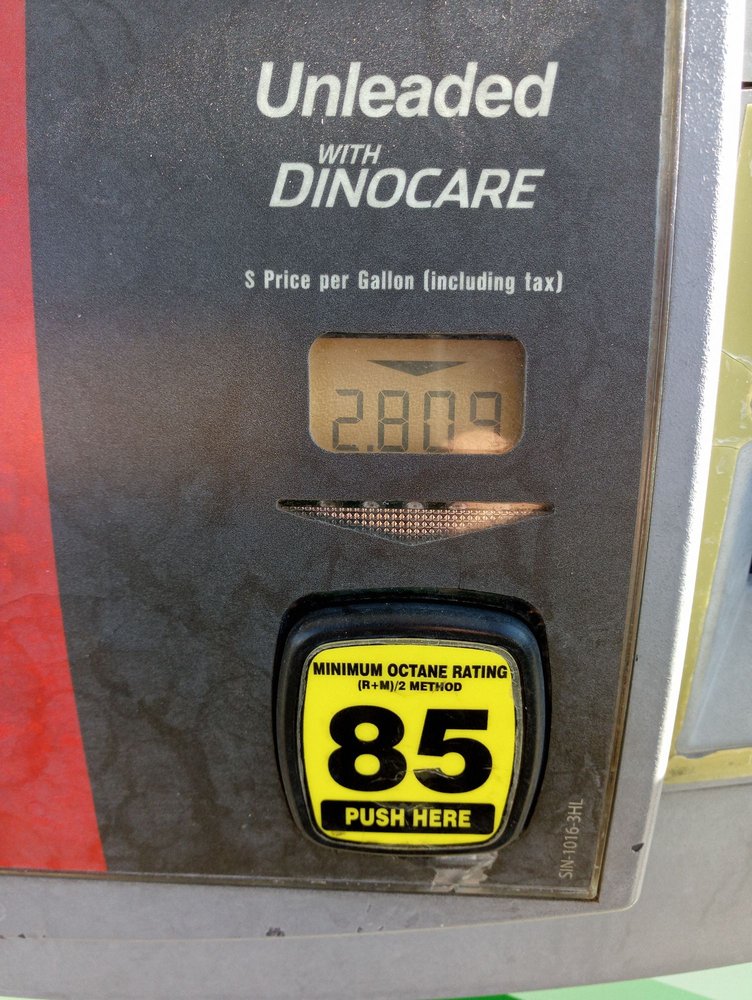 Unleaded
WITH
DINOCARE
$ Price per Gallon (including tax)
2.809
MINIMUM OCTANE RATING
(R+M)/2 METHOD
85
PUSH HERE
SIN-1016-3HL